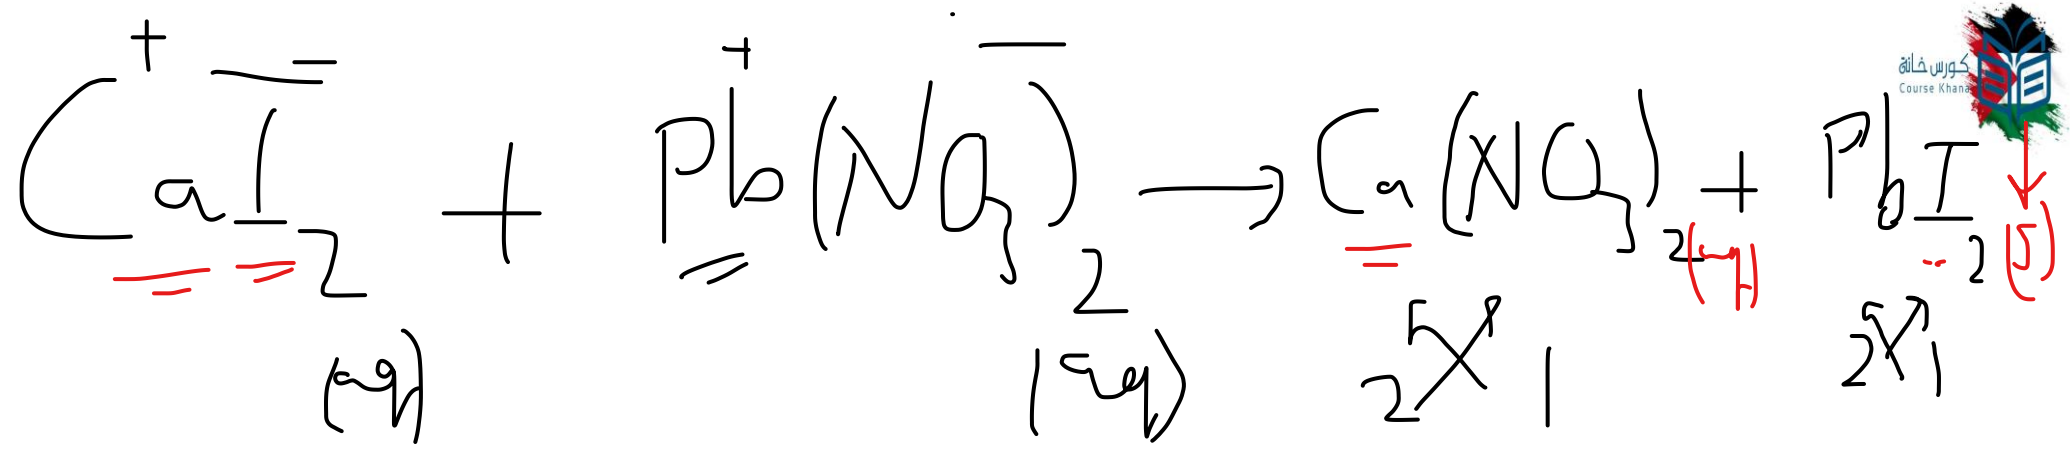 CaI₂ (aq) + Pb(NO₃)₂ (aq) → Ca(NO₃)₂ (aq) + PbI₂ (s) ↓
+ − − + −
2 1 2 1
كورس خانة
Course Khana